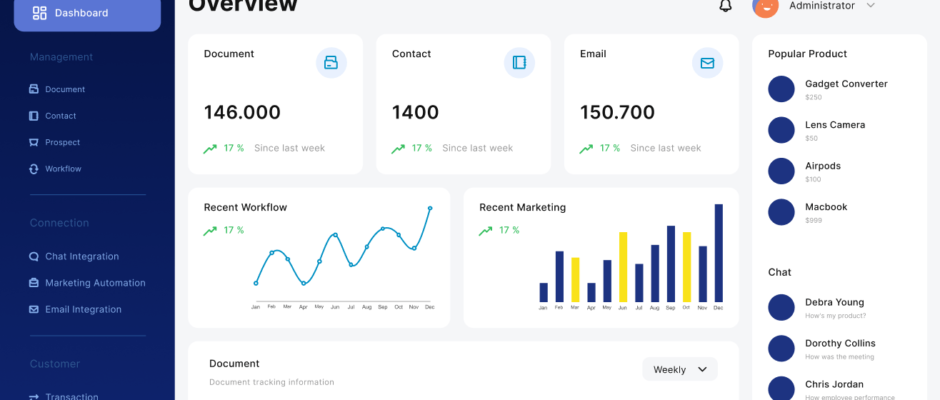 Dashboard
Management
Document
Contact
Prospect
Workflow
Connection
Chat Integration
Marketing Automation
Email Integration
Customer
Transaction
Overview
Administrator
Document
146.000
17 % Since last week
Contact
1400
17 % Since last week
Email
150.700
17 % Since last week
Recent Workflow
17 %
Jan Feb Mar Apr May Jun Jul Aug Sep Oct Nov Dec
Recent Marketing
17 %
Jan Feb Mar Apr May Jun Jul Aug Sep Oct Nov Dec
Document
Document tracking information
Weekly
Popular Product
Gadget Converter
$250
Lens Camera
$50
Airpods
$100
Macbook
$999
Chat
Debra Young
How's my product?
Dorothy Collins
How was the meeting
Chris Jordan
How employee performance